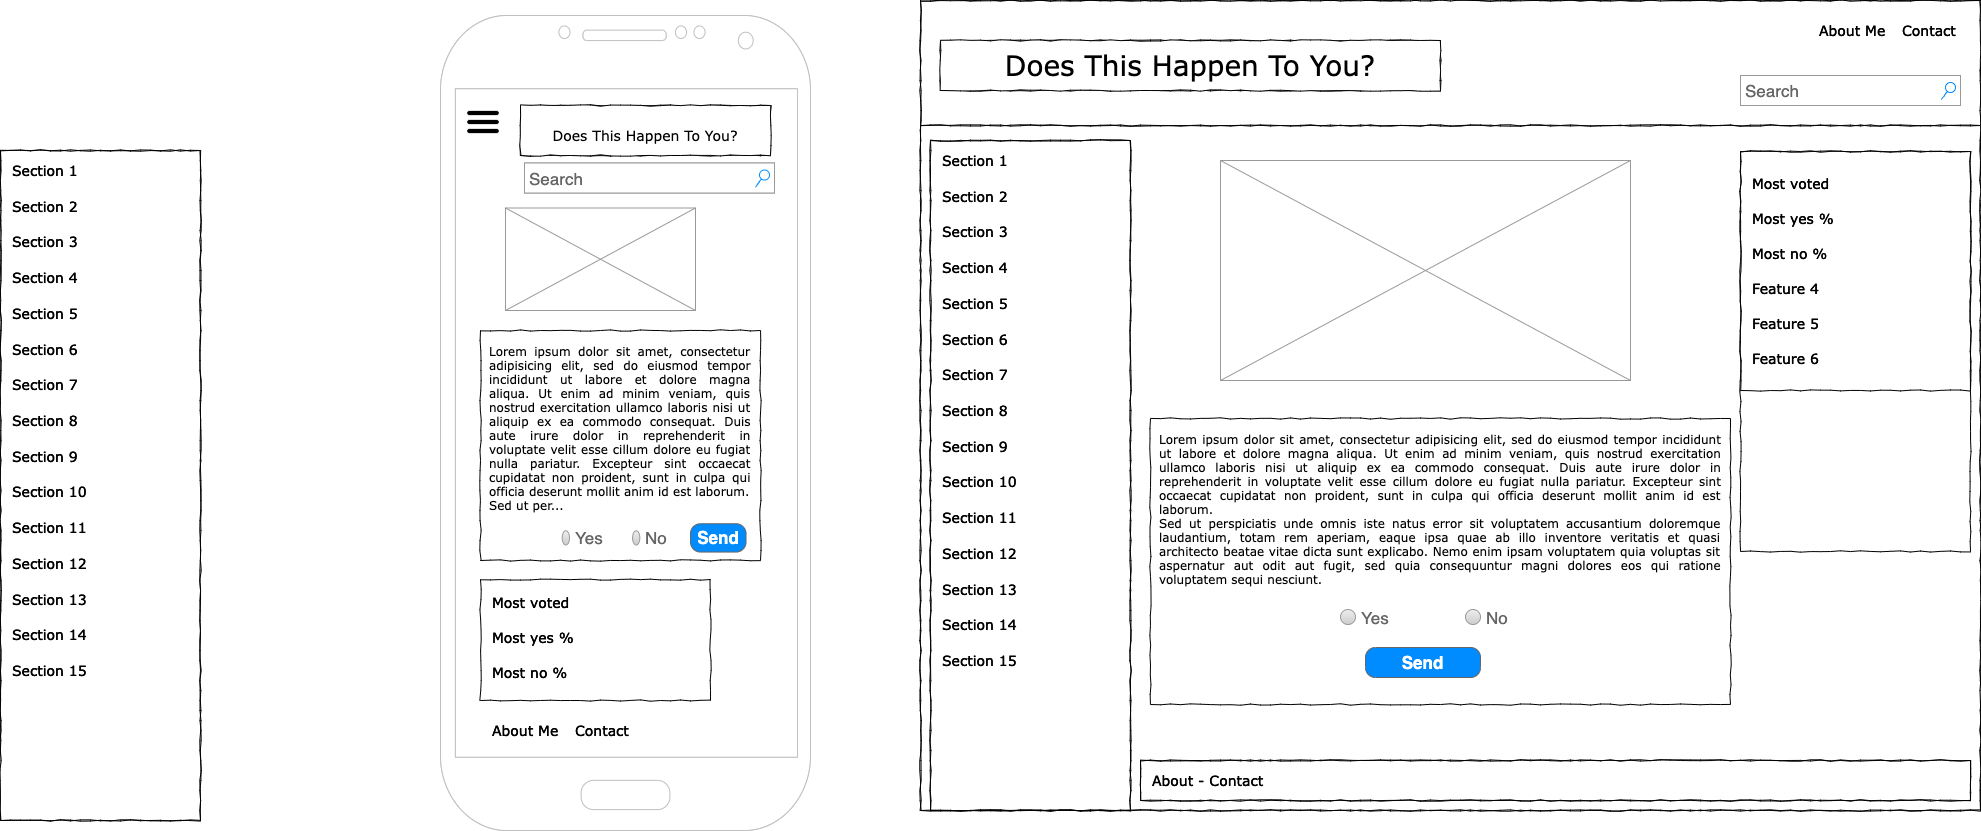 Section 1
Section 2
Section 3
Section 4
Section 5
Section 6
Section 7
Section 8
Section 9
Section 10
Section 11
Section 12
Section 13
Section 14
Section 15
Does This Happen To You?
Search
Lorem ipsum dolor sit amet, consectetur
adipisicing elit, sed do eiusmod tempor
incididunt ut labore et dolore magna
aliqua. Ut enim ad minim veniam, quis
nostrud exercitation ullamco laboris nisi ut
aliquip ex ea commodo consequat. Duis
aute irure dolor in reprehenderit in
voluptate velit esse cillum dolore eu fugiat
nulla pariatur. Excepteur sint occaecat
cupidatat non proident, sunt in culpa qui
officia deserunt mollit anim id est laborum.
Sed ut per...
Yes No Send
Most voted
Most yes %
Most no %
About Me Contact
About Me Contact
Does This Happen To You?
Search
Section 1
Section 2
Section 3
Section 4
Section 5
Section 6
Section 7
Section 8
Section 9
Section 10
Section 11
Section 12
Section 13
Section 14
Section 15
Lorem ipsum dolor sit amet, consectetur adipisicing elit, sed do eiusmod tempor incididunt
ut labore et dolore magna aliqua. Ut enim ad minim veniam, quis nostrud exercitation
ullamco laboris nisi ut aliquip ex ea commodo consequat. Duis aute irure dolor in
reprehenderit in voluptate velit esse cillum dolore eu fugiat nulla pariatur. Excepteur sint
occaecat cupidatat non proident, sunt in culpa qui officia deserunt mollit anim id est
laborum.
Sed ut perspiciatis unde omnis iste natus error sit voluptatem accusantium doloremque
laudantium, totam rem aperiam, eaque ipsa quae ab illo inventore veritatis et quasi
architecto beatae vitae dicta sunt explicabo. Nemo enim ipsam voluptatem quia voluptas sit
aspernatur aut odit aut fugit, sed quia consequuntur magni dolores eos qui ratione
voluptatem sequi nesciunt.
Yes No
Send
Most voted
Most yes %
Most no %
Feature 4
Feature 5
Feature 6
About - Contact